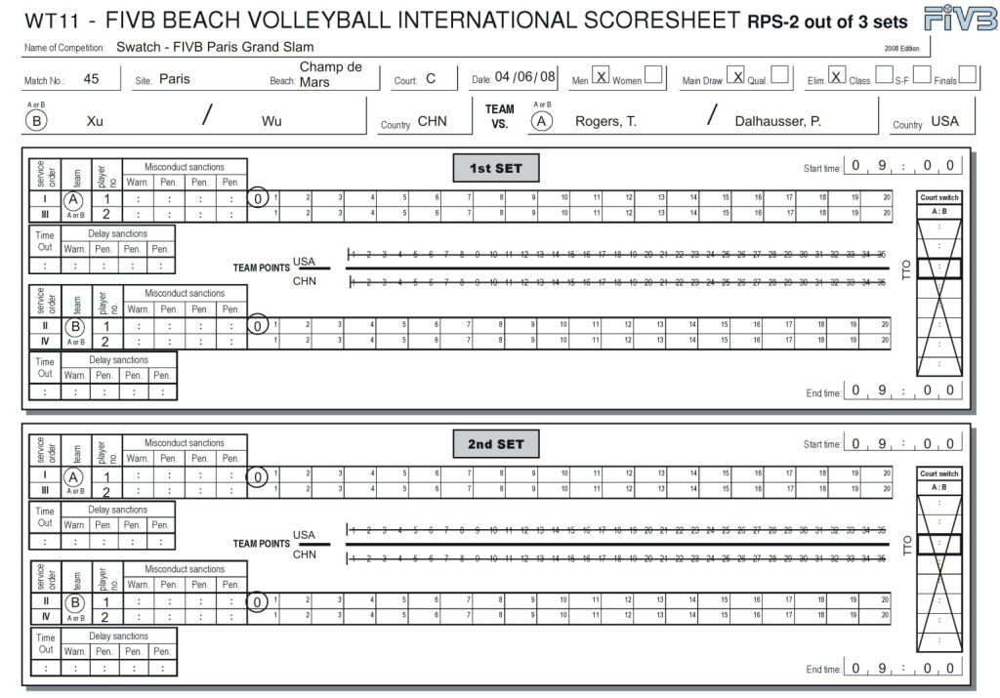 WT11 - FIVB BEACH VOLLEYBALL INTERNATIONAL SCORESHEET RPS-2 out of 3 sets FIVB
Name of Competition: Swatch - FIVB Paris Grand Slam 2008 Edition
Match No.: 45 Site: Paris Beach: Champ de Mars Court: C Date: 04/06/08 Men X Women Main Draw X Qual. Elim. X Class. S-F Finals
A or B B Xu / Wu Country CHN TEAM VS. A or B A Rogers, T. / Dalhausser, P. Country USA
1st SET
Start time: 0 9 : 0 0
service order team player no. Misconduct sanctions
Warn. Pen. Pen. Pen.
I A 1 : : : : 0 1 2 3 4 5 6 7 8 9 10 11 12 13 14 15 16 17 18 19 20
III A or B 2 : : : : 1 2 3 4 5 6 7 8 9 10 11 12 13 14 15 16 17 18 19 20
Court switch
A : B
:
:
:
:
:
:
:
TTO
Time Out Delay sanctions
Warn. Pen. Pen. Pen.
: : : : :
TEAM POINTS USA 1 2 3 4 5 6 7 8 9 10 11 12 13 14 15 16 17 18 19 20 21 22 23 24 25 26 27 28 29 30 31 32 33 34 35
CHN 1 2 3 4 5 6 7 8 9 10 11 12 13 14 15 16 17 18 19 20 21 22 23 24 25 26 27 28 29 30 31 32 33 34 35
service order team player no. Misconduct sanctions
Warn. Pen. Pen. Pen.
II B 1 : : : : 0 1 2 3 4 5 6 7 8 9 10 11 12 13 14 15 16 17 18 19 20
IV A or B 2 : : : : 1 2 3 4 5 6 7 8 9 10 11 12 13 14 15 16 17 18 19 20
Time Out Delay sanctions
Warn. Pen. Pen. Pen.
: : : : :
End time: 0 9 : 0 0
2nd SET
Start time: 0 9 : 0 0
service order team player no. Misconduct sanctions
Warn. Pen. Pen. Pen.
I A 1 : : : : 0 1 2 3 4 5 6 7 8 9 10 11 12 13 14 15 16 17 18 19 20
III A or B 2 : : : : 1 2 3 4 5 6 7 8 9 10 11 12 13 14 15 16 17 18 19 20
Court switch
A : B
:
:
:
:
:
:
:
TTO
Time Out Delay sanctions
Warn. Pen. Pen. Pen.
: : : : :
TEAM POINTS USA 1 2 3 4 5 6 7 8 9 10 11 12 13 14 15 16 17 18 19 20 21 22 23 24 25 26 27 28 29 30 31 32 33 34 35
CHN 1 2 3 4 5 6 7 8 9 10 11 12 13 14 15 16 17 18 19 20 21 22 23 24 25 26 27 28 29 30 31 32 33 34 35
service order team player no. Misconduct sanctions
Warn. Pen. Pen. Pen.
II B 1 : : : : 0 1 2 3 4 5 6 7 8 9 10 11 12 13 14 15 16 17 18 19 20
IV A or B 2 : : : : 1 2 3 4 5 6 7 8 9 10 11 12 13 14 15 16 17 18 19 20
Time Out Delay sanctions
Warn. Pen. Pen. Pen.
: : : : :
End time: 0 9 : 0 0